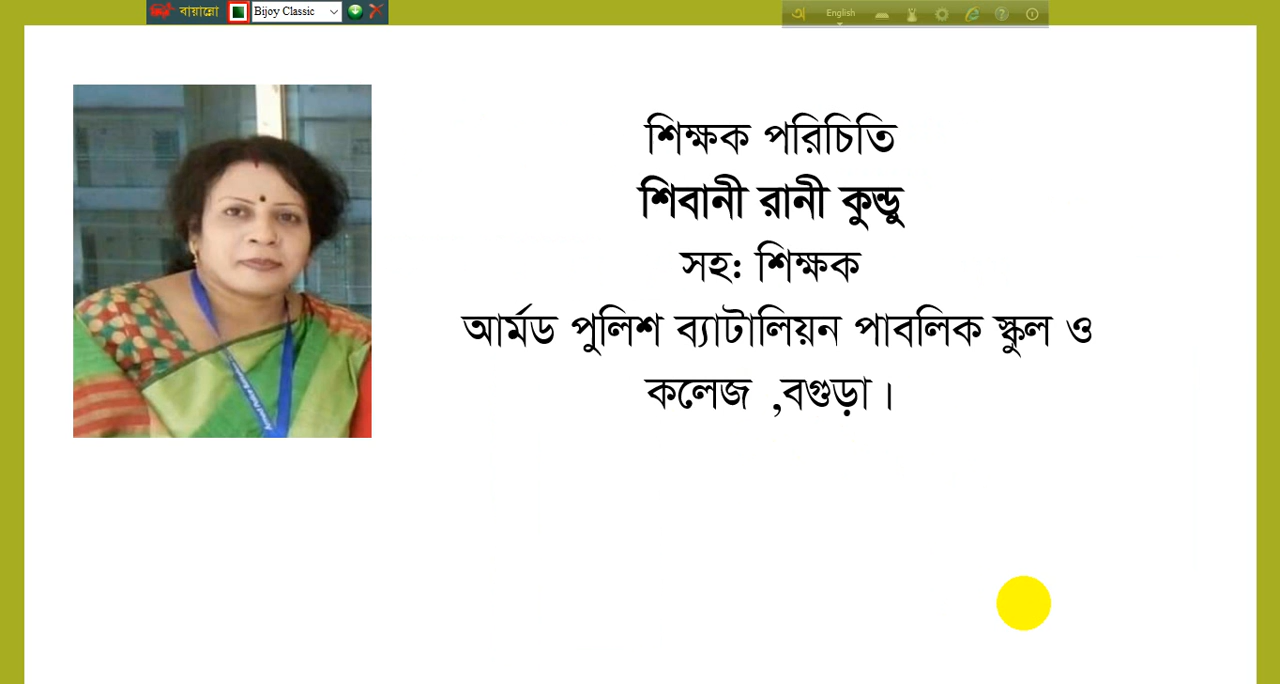 বায়ান্নো Bijoy Classic
অ English
শিক্ষক পরিচিতি
শিবানী রানী কুন্ডু
সহ: শিক্ষক
আর্মড পুলিশ ব্যাটালিয়ন পাবলিক স্কুল ও
কলেজ ,বগুড়া।